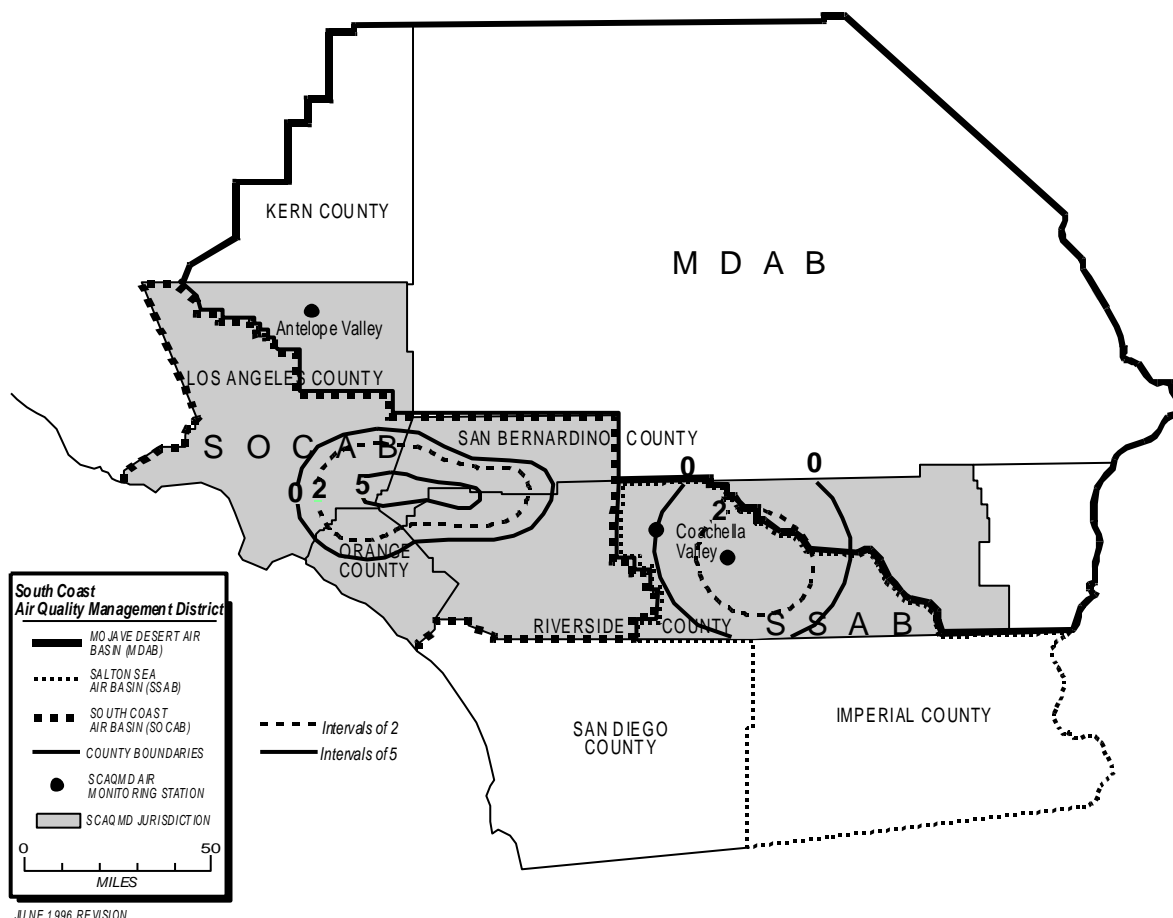 KERN COUNTY
M D A B
Antelope Valley
LOS ANGELES COUNTY
S O C A B
SAN BERNARDINO COUNTY
0
0
0
2
5
2
Coachella
Valley
ORANGE
COUNTY
RIVERSIDE COUNTY
S S A B
SAN DIEGO
COUNTY
IMPERIAL COUNTY
Intervals of 2
Intervals of 5
South Coast
Air Quality Management District
MOJAVE DESERT AIR
BASIN (MDAB)
SALTON SEA
AIR BASIN (SSAB)
SOUTH COAST
AIR BASIN (SOCAB)
COUNTY BOUNDARIES
SCAQMD AIR
MONITORING STATION
SCAQMD JURISDICTION
0 50
MILES
JUNE 1996 REVISION